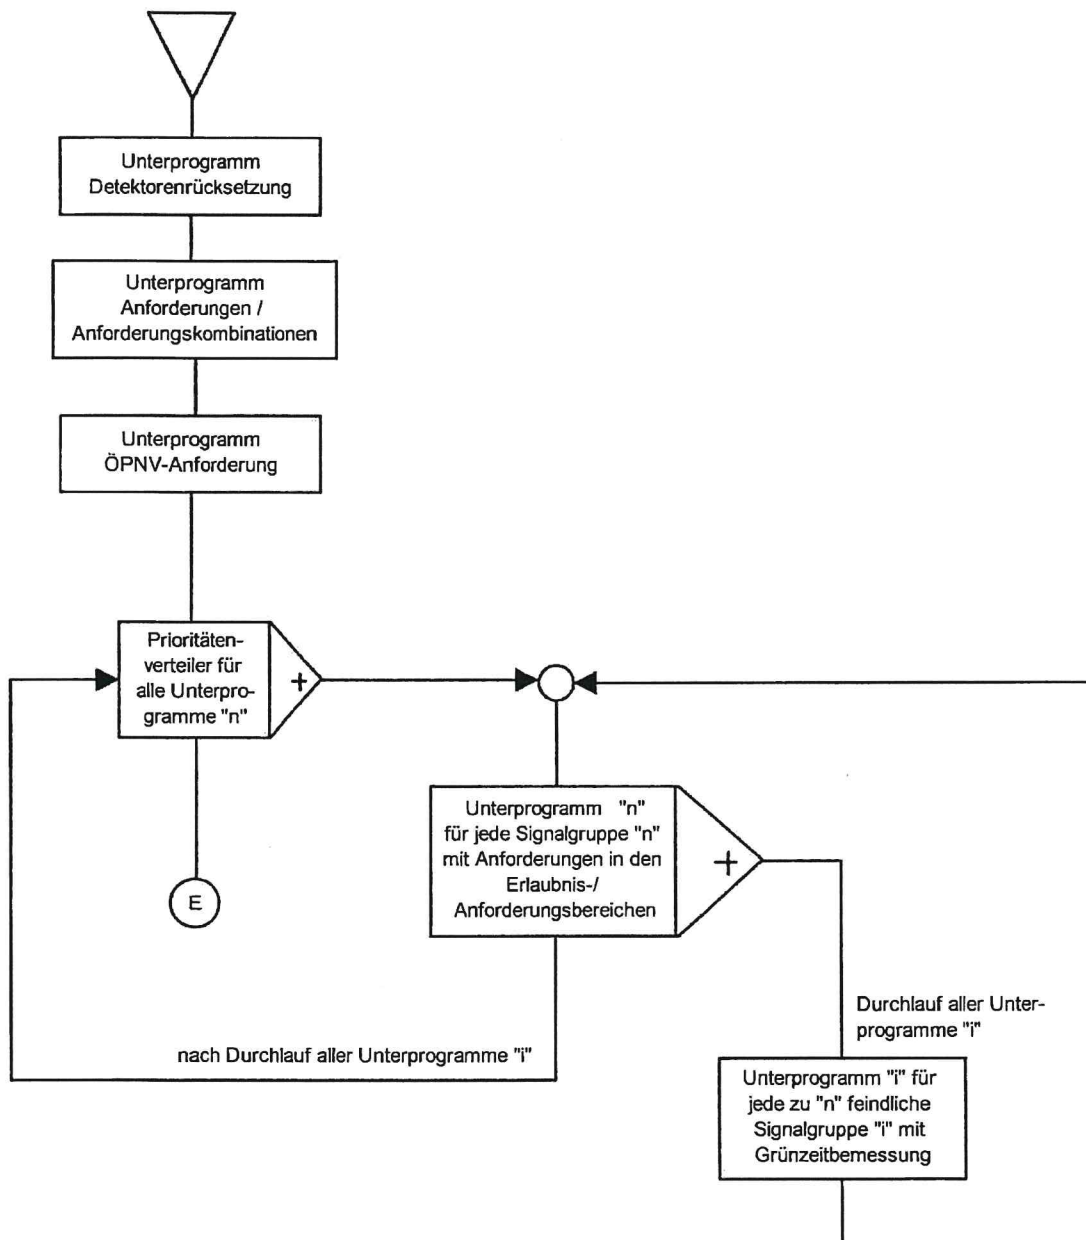 Unterprogramm
Detektorenrücksetzung
Unterprogramm
Anforderungen /
Anforderungskombinationen
Unterprogramm
ÖPNV-Anforderung
Prioritäten-
verteiler für
alle Unterpro-
gramme "n"
+
E
Unterprogramm "n"
für jede Signalgruppe "n"
mit Anforderungen in den
Erlaubnis-/
Anforderungsbereichen
+
nach Durchlauf aller Unterprogramme "i"
Durchlauf aller Unter-
programme "i"
Unterprogramm "i" für
jede zu "n" feindliche
Signalgruppe "i" mit
Grünzeitbemessung